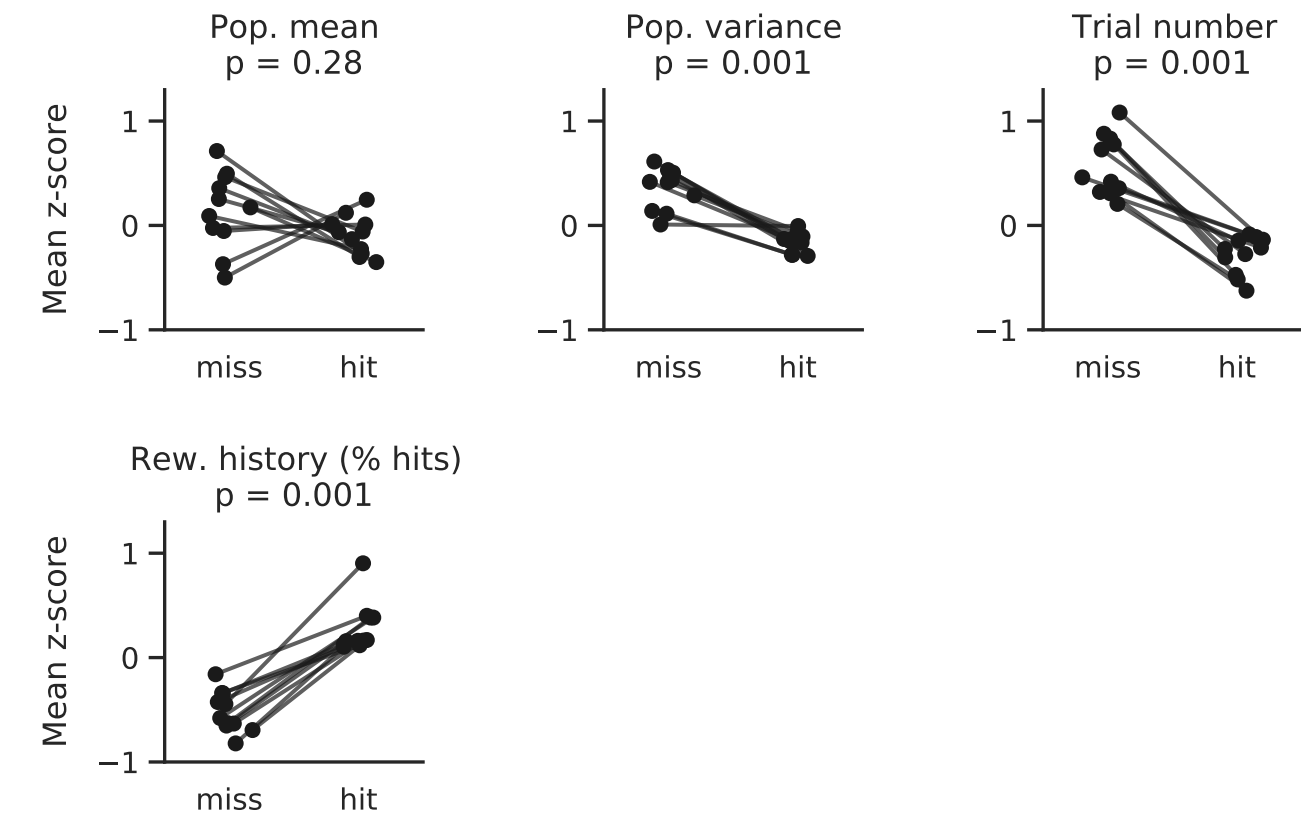 Pop. mean
p = 0.28
Pop. variance
p = 0.001
Trial number
p = 0.001
Mean z-score
1
0
−1
miss hit
1
0
−1
miss hit
1
0
−1
miss hit
Rew. history (% hits)
p = 0.001
Mean z-score
1
0
−1
miss hit